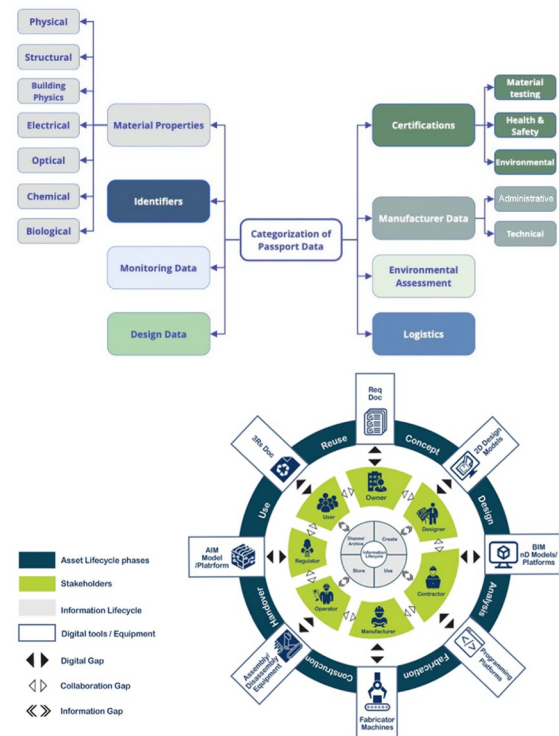 Physical
Structural
Building
Physics
Electrical
Optical
Chemical
Biological
Material Properties
Identifiers
Monitoring Data
Design Data
Categorization of
Passport Data
Certifications
Manufacturer Data
Environmental
Assessment
Logistics
Material
testing
Health &
Safety
Environmental
Administrative
Technical
Req
Doc
2D Design
Models
BIM
nD Models/
Platforms
Programming
Platforms
Fabricator
Machines
Assembly/
Disassembly
Equipment
AIM
Model
/Platrform
3Rs Doc
Reuse
Concept
Design
Analysis
Fabrication
Construction
Handover
Use
Owner
Designer
Contractor
Manufacturer
Operator
Regulator
User
Disposal/
Archive
Create
Information
Lifecycle
Store
Use
Asset Lifecycle phases
Stakeholders
Information Lifecycle
Digital tools / Equipment
Digital Gap
Collaboration Gap
Information Gap